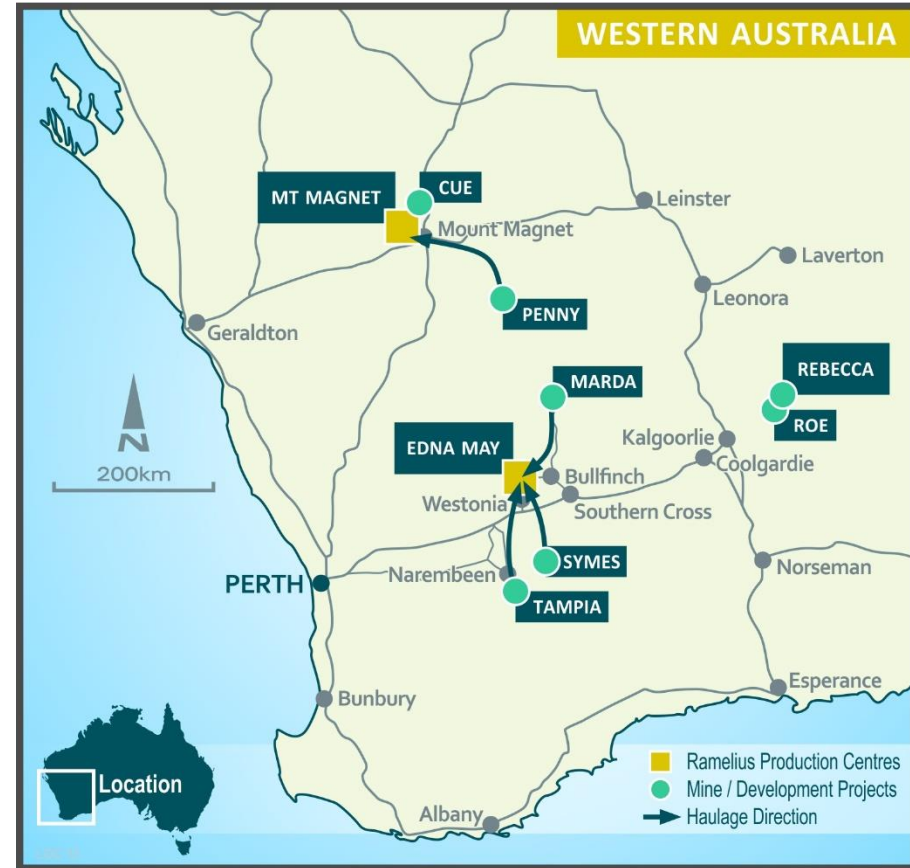 WESTERN AUSTRALIA
CUE
MT MAGNET
Leinster
Mount Magnet
Laverton
Leonora
PENNY
Geraldton
REBECCA
MARDA
ROE
N
200km
EDNA MAY
Kalgoorlie
Coolgardie
Bullfinch
Westonia
Southern Cross
SYMES
Norseman
PERTH
Narembeen
TAMPIA
Esperance
Bunbury
Location
Ramelius Production Centres
Mine / Development Projects
Haulage Direction
Albany